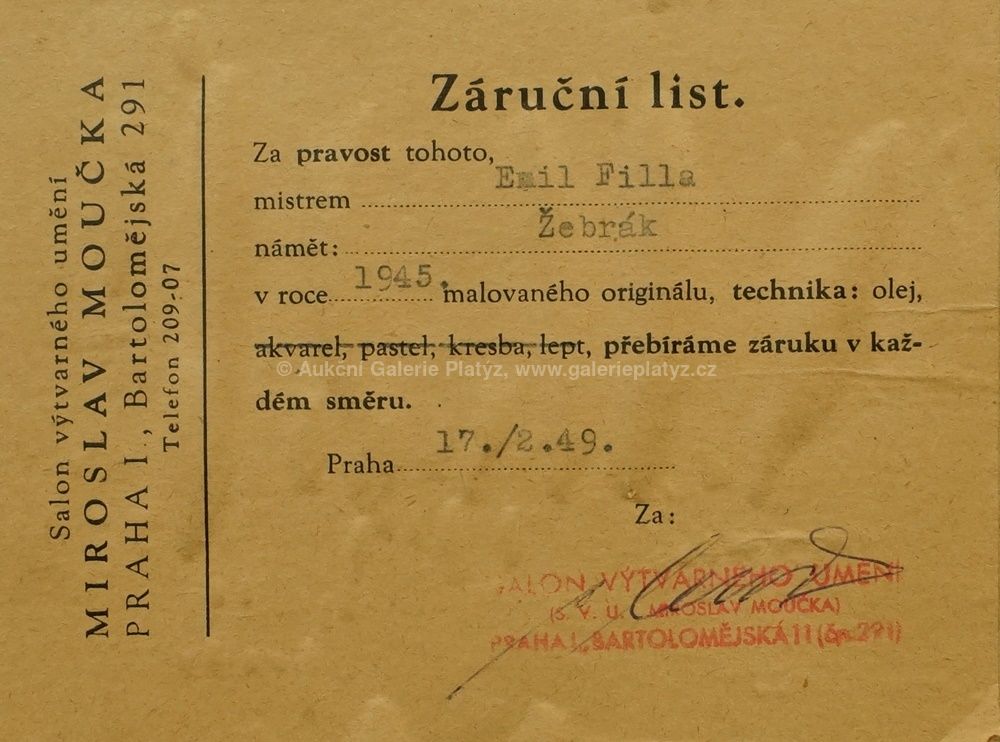 Salon výtvarného umění
MIROSLAV MOUČKA
PRAHA I., Bartolomějská 291
Telefon 209-07
Záruční list.
Za pravost tohoto,
mistrem Emil Filla
námět: Žebrák
v roce 1945. malovaného originálu, technika: olej,
akvarel, pastel, kresba, lept, přebíráme záruku v kaž-
© Aukční Galerie Platýz, www.galerieplatyz.cz
dém směru.
Praha 17./2.49.
Za:
SALON VÝTVARNÉHO UMĚNÍ
(S. V. U. MIROSLAV MOUČKA)
PRAHA I., BARTOLOMĚJSKÁ 11 (čp. 291)